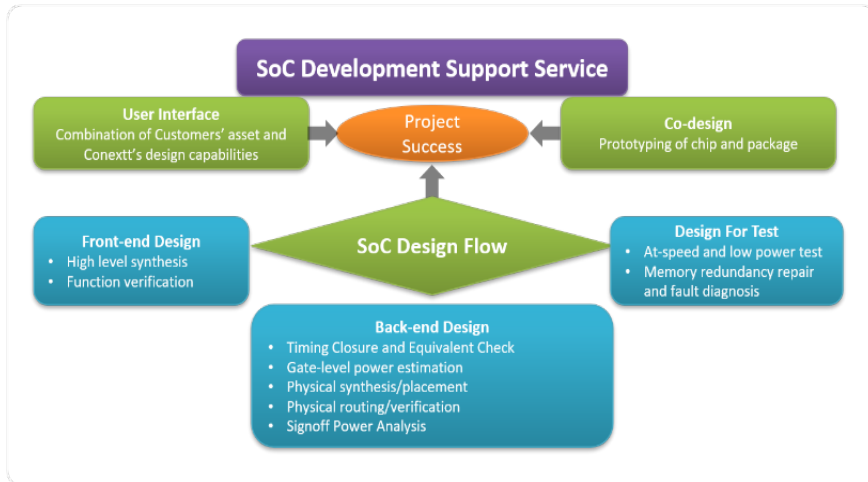 SoC Development Support Service
User Interface
Combination of Customers' asset and
Conextt's design capabilities
Project
Success
Co-design
Prototyping of chip and package
Front-end Design
• High level synthesis
• Function verification
SoC Design Flow
Design For Test
• At-speed and low power test
• Memory redundancy repair
and fault diagnosis
Back-end Design
• Timing Closure and Equivalent Check
• Gate-level power estimation
• Physical synthesis/placement
• Physical routing/verification
• Signoff Power Analysis